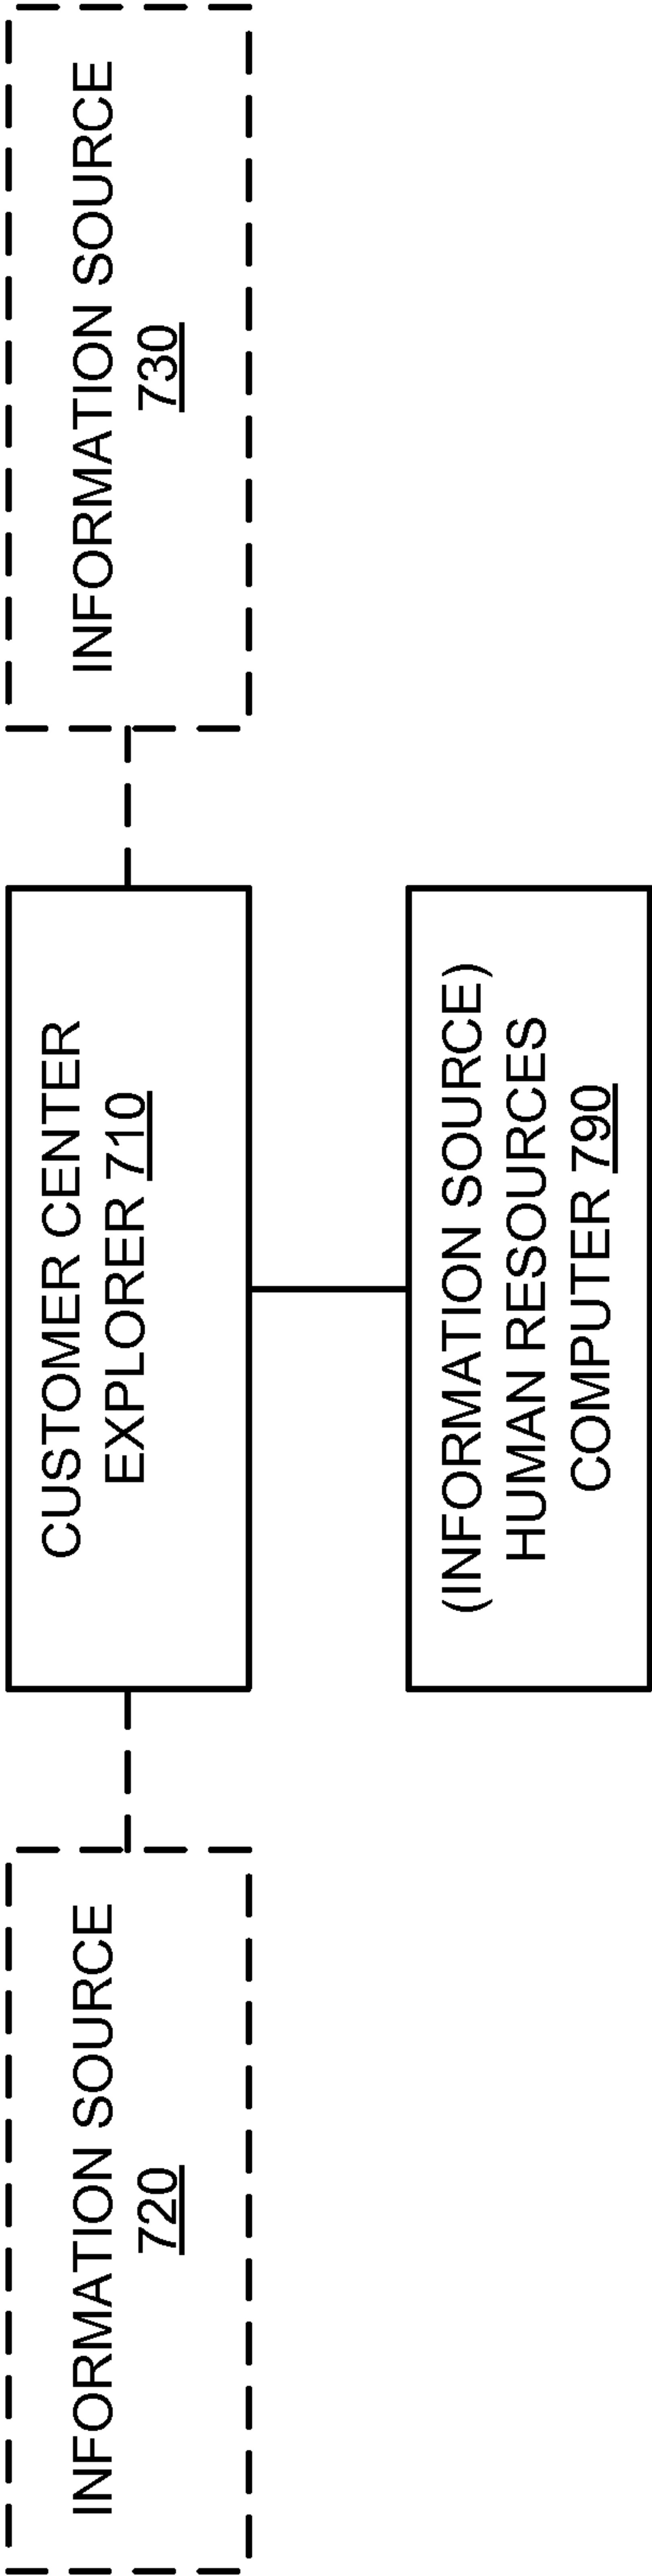 INFORMATION SOURCE
720
CUSTOMER CENTER
EXPLORER 710
INFORMATION SOURCE
730
(INFORMATION SOURCE)
HUMAN RESOURCES
COMPUTER 790